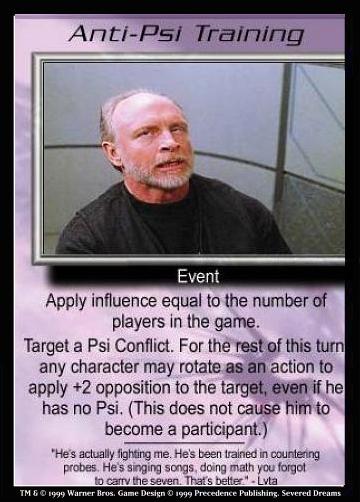 Anti-Psi Training
Event
Apply influence equal to the number of
players in the game.
Target a Psi Conflict. For the rest of this turn
any character may rotate as an action to
apply +2 opposition to the target, even if he
has no Psi. (This does not cause him to
become a participant.)
"He's actually fighting me. He's been trained in countering
probes. He's singing songs, doing math you forgot
to carry the seven. That's better." - Lyta
TM & © 1999 Warner Bros. Game Design © 1999 Precedence Publishing. Severed Dreams